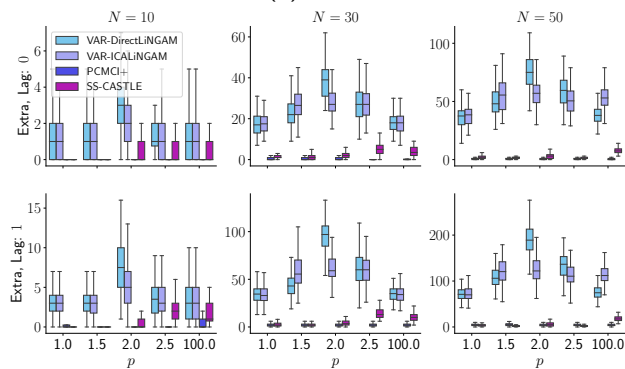 N = 10
N = 30
N = 50
Extra, Lag: 0
6
4
2
0
VAR-DirectLiNGAM
VAR-ICALiNGAM
PCMCI+
SS-CASTLE
60
40
20
0
100
50
0
Extra, Lag: 1
15
10
5
0
100
50
0
200
100
0
1.0 1.5 2.0 2.5 100.0
1.0 1.5 2.0 2.5 100.0
1.0 1.5 2.0 2.5 100.0
p
p
p